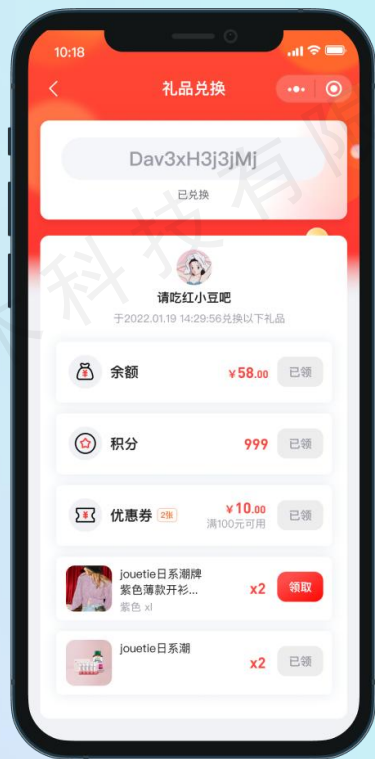 10:18
礼品兑换
Dav3xH3j3jMj
已兑换
请吃红小豆吧
于2022.01.19 14:29:56兑换以下礼品
余额
¥58.00
已领
积分
999
已领
优惠券 2张
¥10.00
满100元可用
已领
jouetie日系潮牌
紫色薄款开衫...
紫色 xl
x2
领取
jouetie日系潮
x2
已领
科技有限